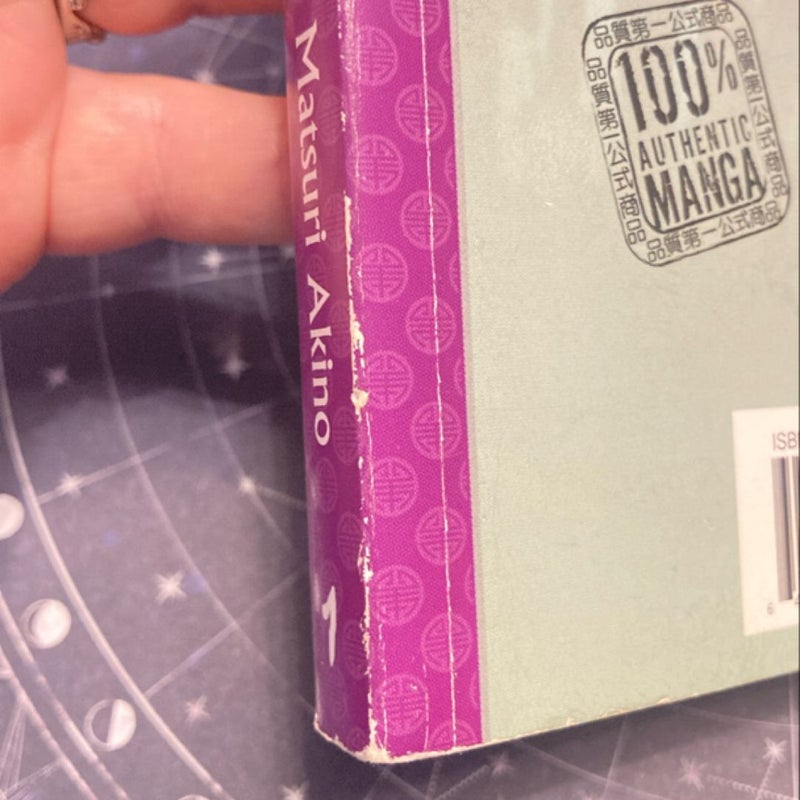 Matsuri Akino
1
品質第一公式商品
品質第一公式商品
品質第一公式商品
品質第一公式商品
100%
AUTHENTIC
MANGA
ISB
6